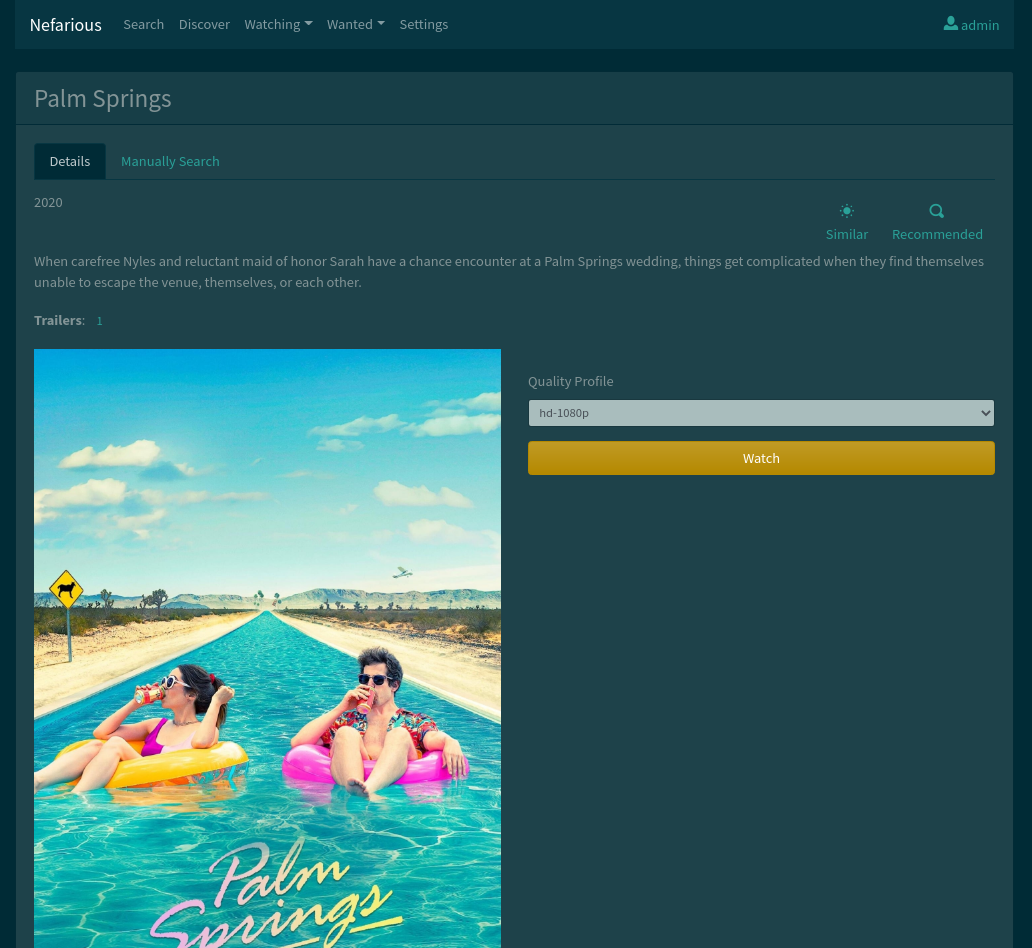 Nefarious Search Discover Watching Wanted Settings admin
Palm Springs
Details Manually Search
2020
Similar Recommended
When carefree Nyles and reluctant maid of honor Sarah have a chance encounter at a Palm Springs wedding, things get complicated when they find themselves
unable to escape the venue, themselves, or each other.
Trailers: 1
Quality Profile
hd-1080p
Watch
Palm
Springs